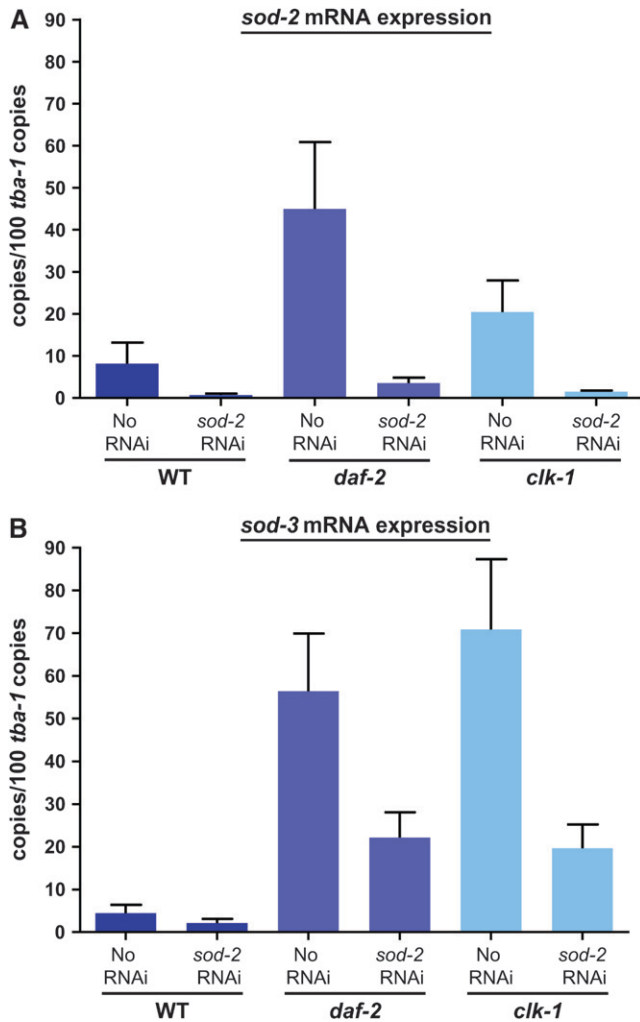 A
sod-2 mRNA expression
copies/100 tba-1 copies
90
80
70
60
50
40
30
20
10
0
No RNAi
sod-2 RNAi
No RNAi
sod-2 RNAi
No RNAi
sod-2 RNAi
WT
daf-2
clk-1
B
sod-3 mRNA expression
copies/100 tba-1 copies
90
80
70
60
50
40
30
20
10
0
No RNAi
sod-2 RNAi
No RNAi
sod-2 RNAi
No RNAi
sod-2 RNAi
WT
daf-2
clk-1